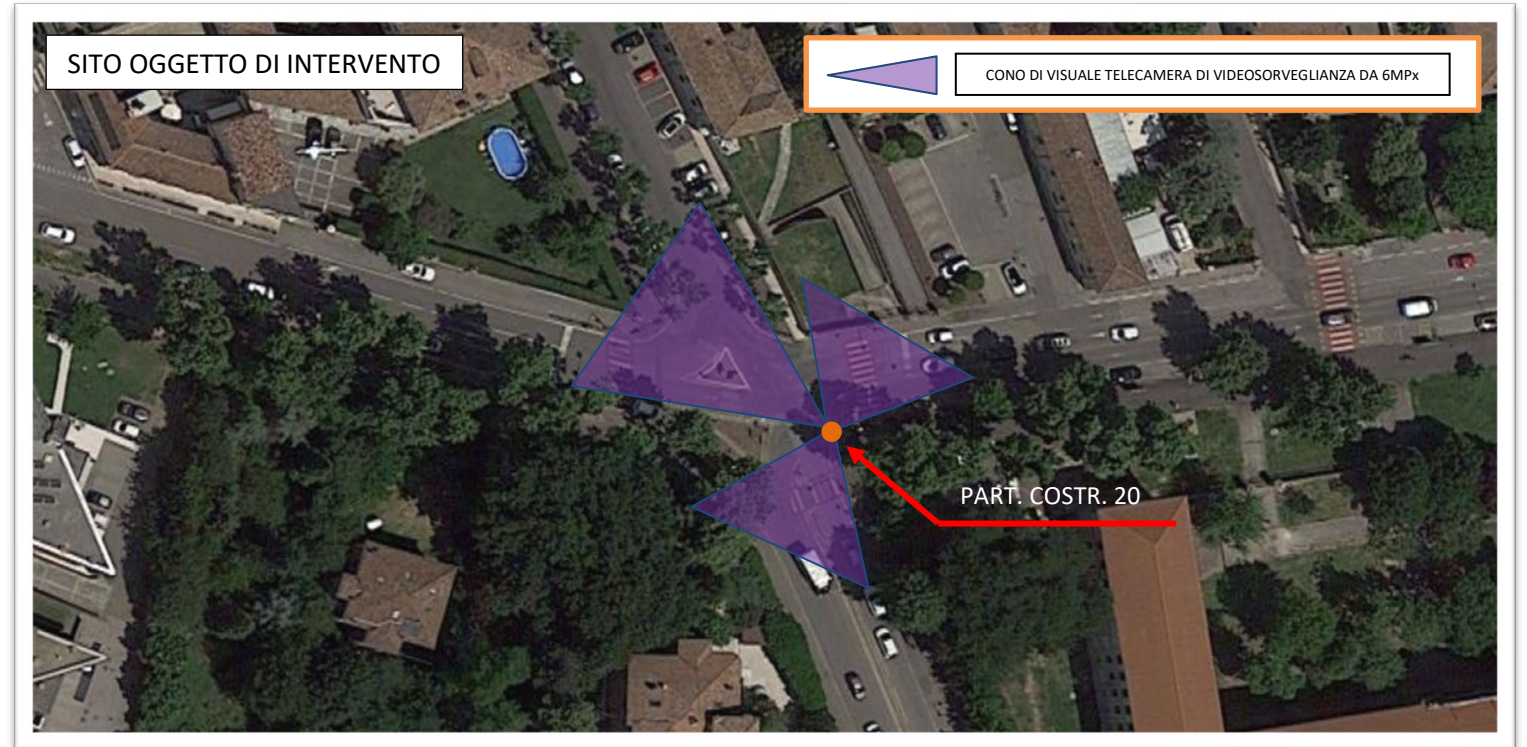 SITO OGGETTO DI INTERVENTO
CONO DI VISUALE TELECAMERA DI VIDEOSORVEGLIANZA DA 6MPx
PART. COSTR. 20